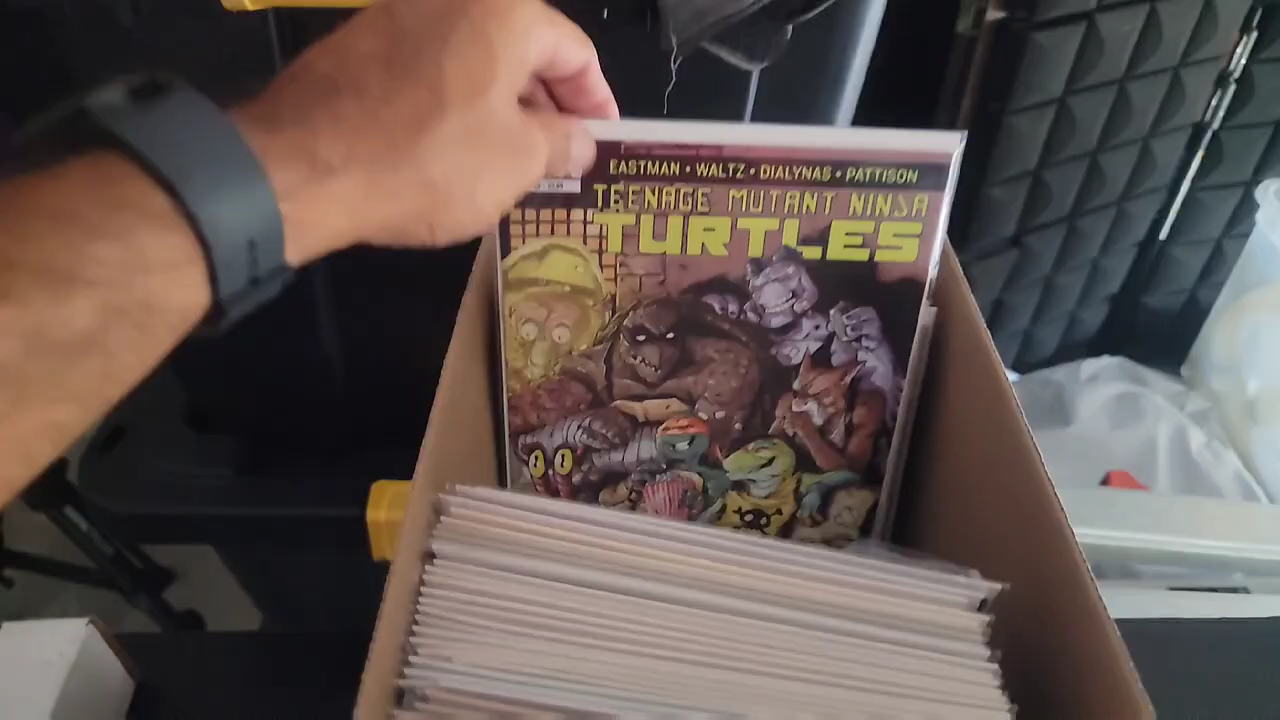 EASTMAN • WALTZ • DIALYNAS • PATTISON
TEENAGE MUTANT NINJA
TURTLES